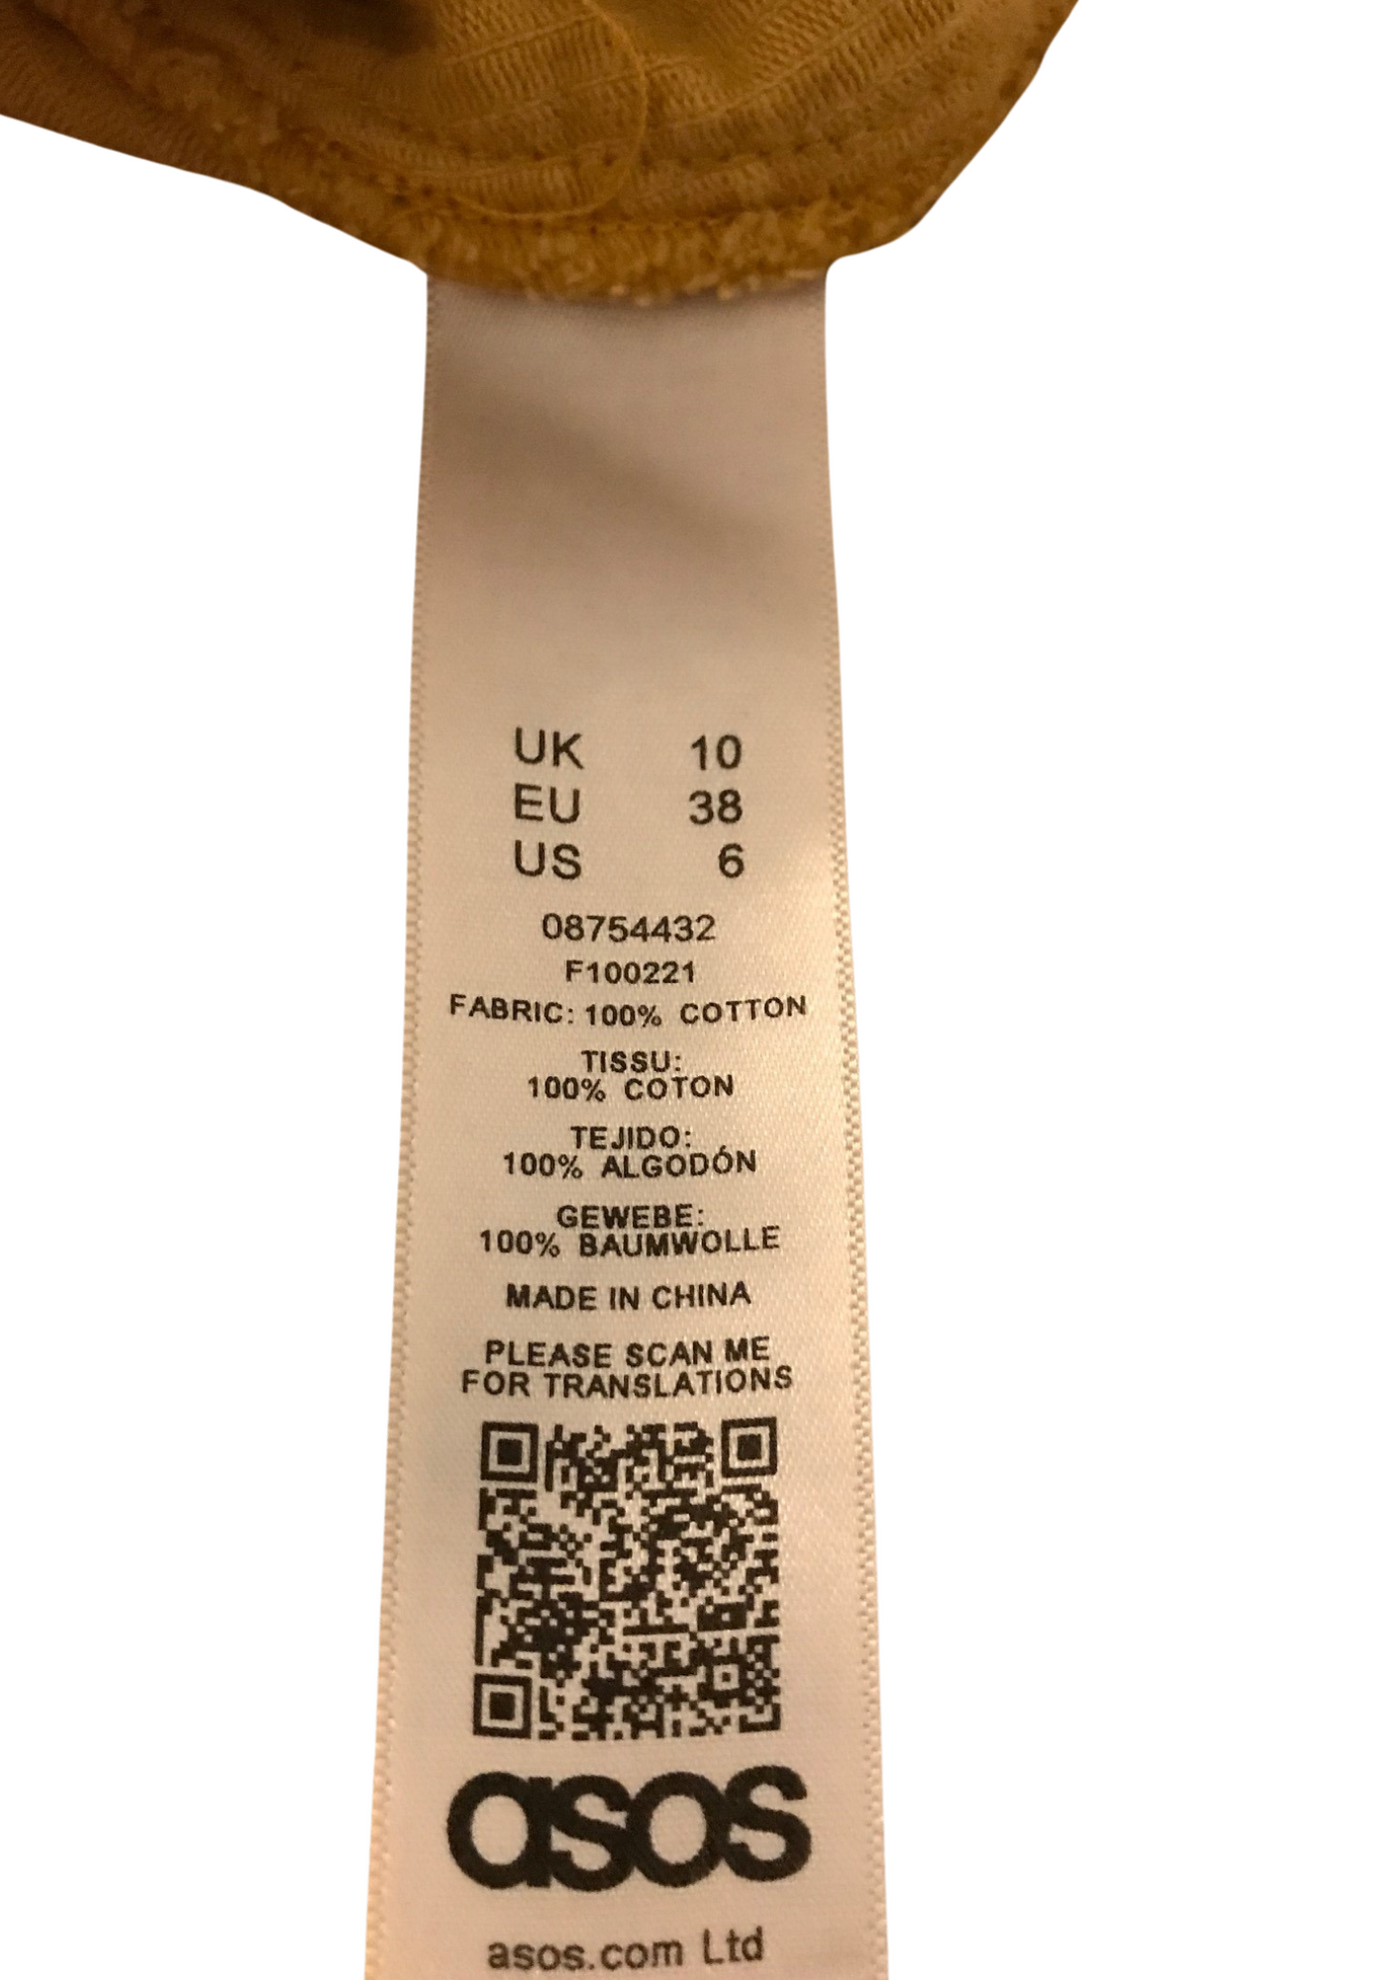 UK 10
EU 38
US 6
08754432
F100221
FABRIC: 100% COTTON
TISSU:
100% COTON
TEJIDO:
100% ALGODÓN
GEWEBE:
100% BAUMWOLLE
MADE IN CHINA
PLEASE SCAN ME
FOR TRANSLATIONS
asos
asos.com Ltd